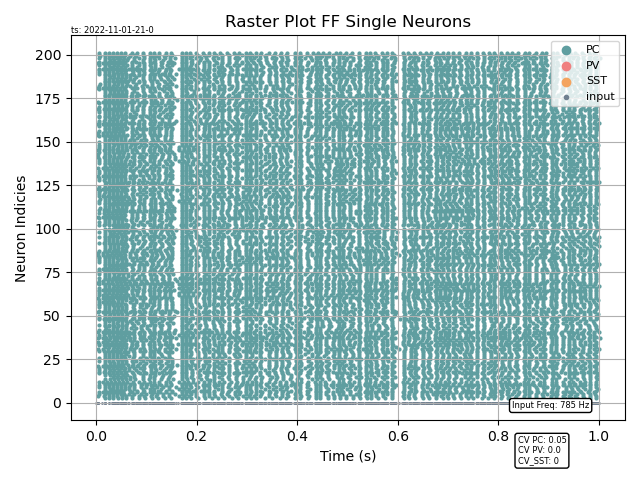 Raster Plot FF Single Neurons
ts: 2022-11-01-21-0
PC
PV
SST
input
200
175
150
125
100
75
50
25
0
Neuron Indicies
Input Freq: 785 Hz
0.0 0.2 0.4 0.6 0.8 1.0
Time (s)
CV PC: 0.05
CV PV: 0.0
CV_SST: 0